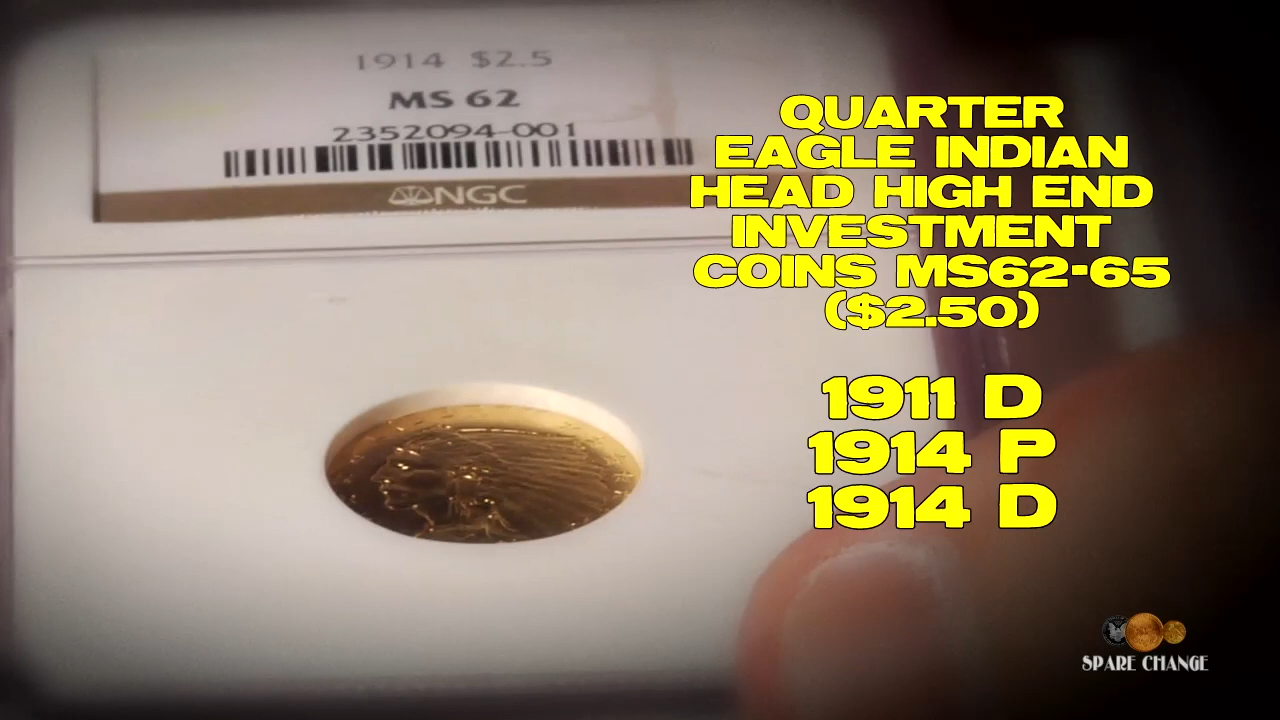 1914 $2.5
MS 62
2352094-001
NGC
QUARTER
EAGLE INDIAN
HEAD HIGH END
INVESTMENT
COINS MS62-65
($2.50)
1911 D
1914 P
1914 D
SPARE CHANGE